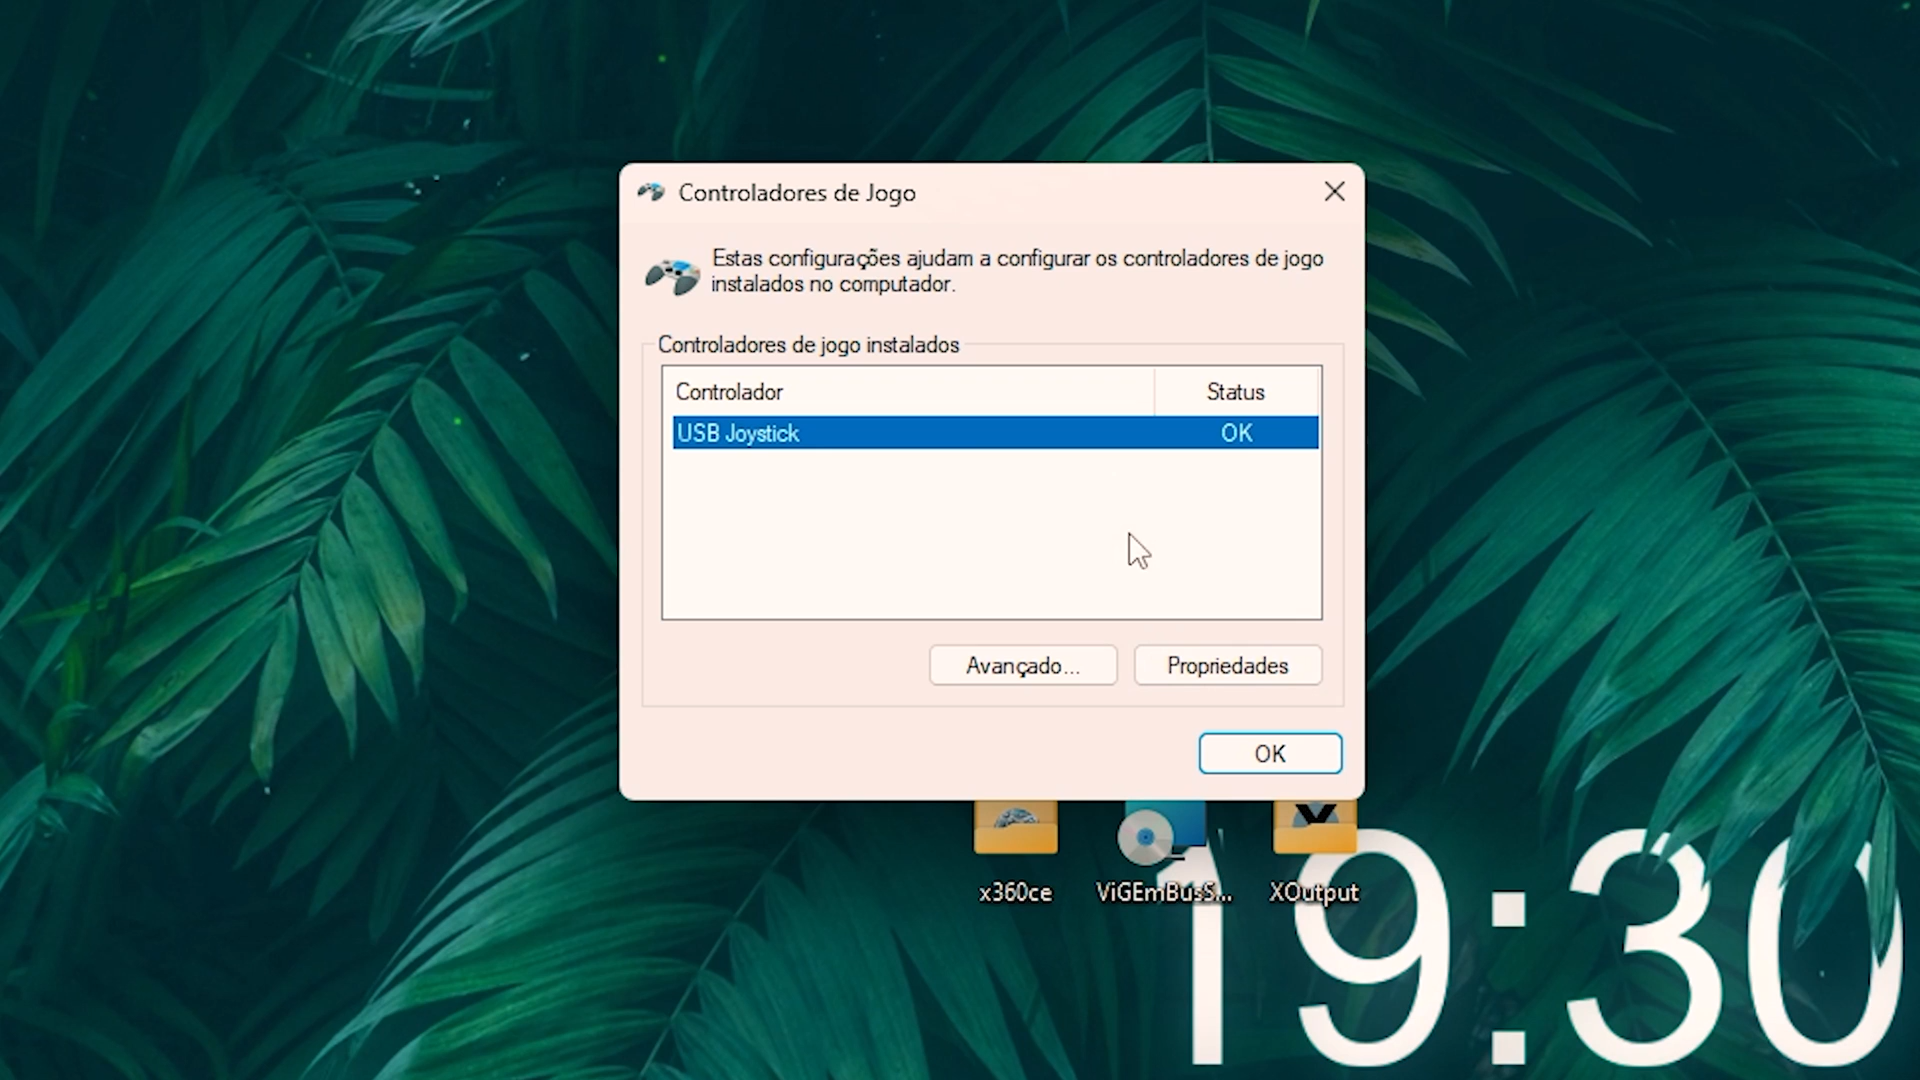 Controladores de Jogo
Estas configurações ajudam a configurar os controladores de jogo
instalados no computador.
Controladores de jogo instalados
Controlador Status
USB Joystick OK
Avançado... Propriedades
OK
x360ce ViGEmBusS... XOutput
19:30